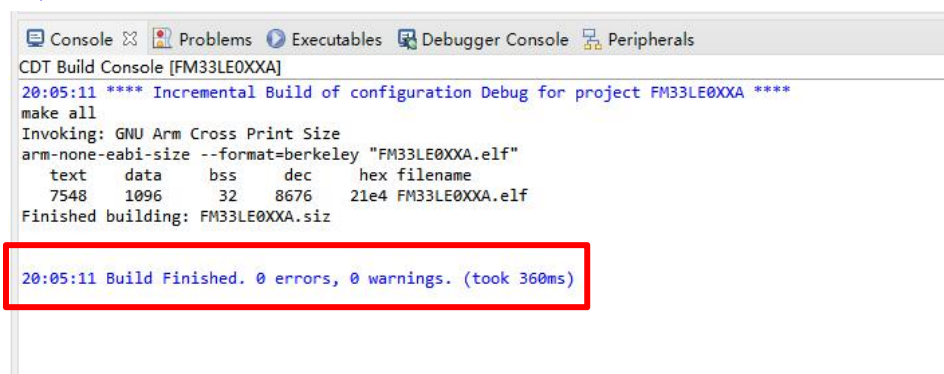 Console Problems Executables Debugger Console Peripherals
CDT Build Console [FM33LE0XXA]
20:05:11 **** Incremental Build of configuration Debug for project FM33LE0XXA ****
make all
Invoking: GNU Arm Cross Print Size
arm-none-eabi-size --format=berkeley "FM33LE0XXA.elf"
   text    data     bss     dec     hex filename
   7548    1096      32    8676    21e4 FM33LE0XXA.elf
Finished building: FM33LE0XXA.siz
20:05:11 Build Finished. 0 errors, 0 warnings. (took 360ms)